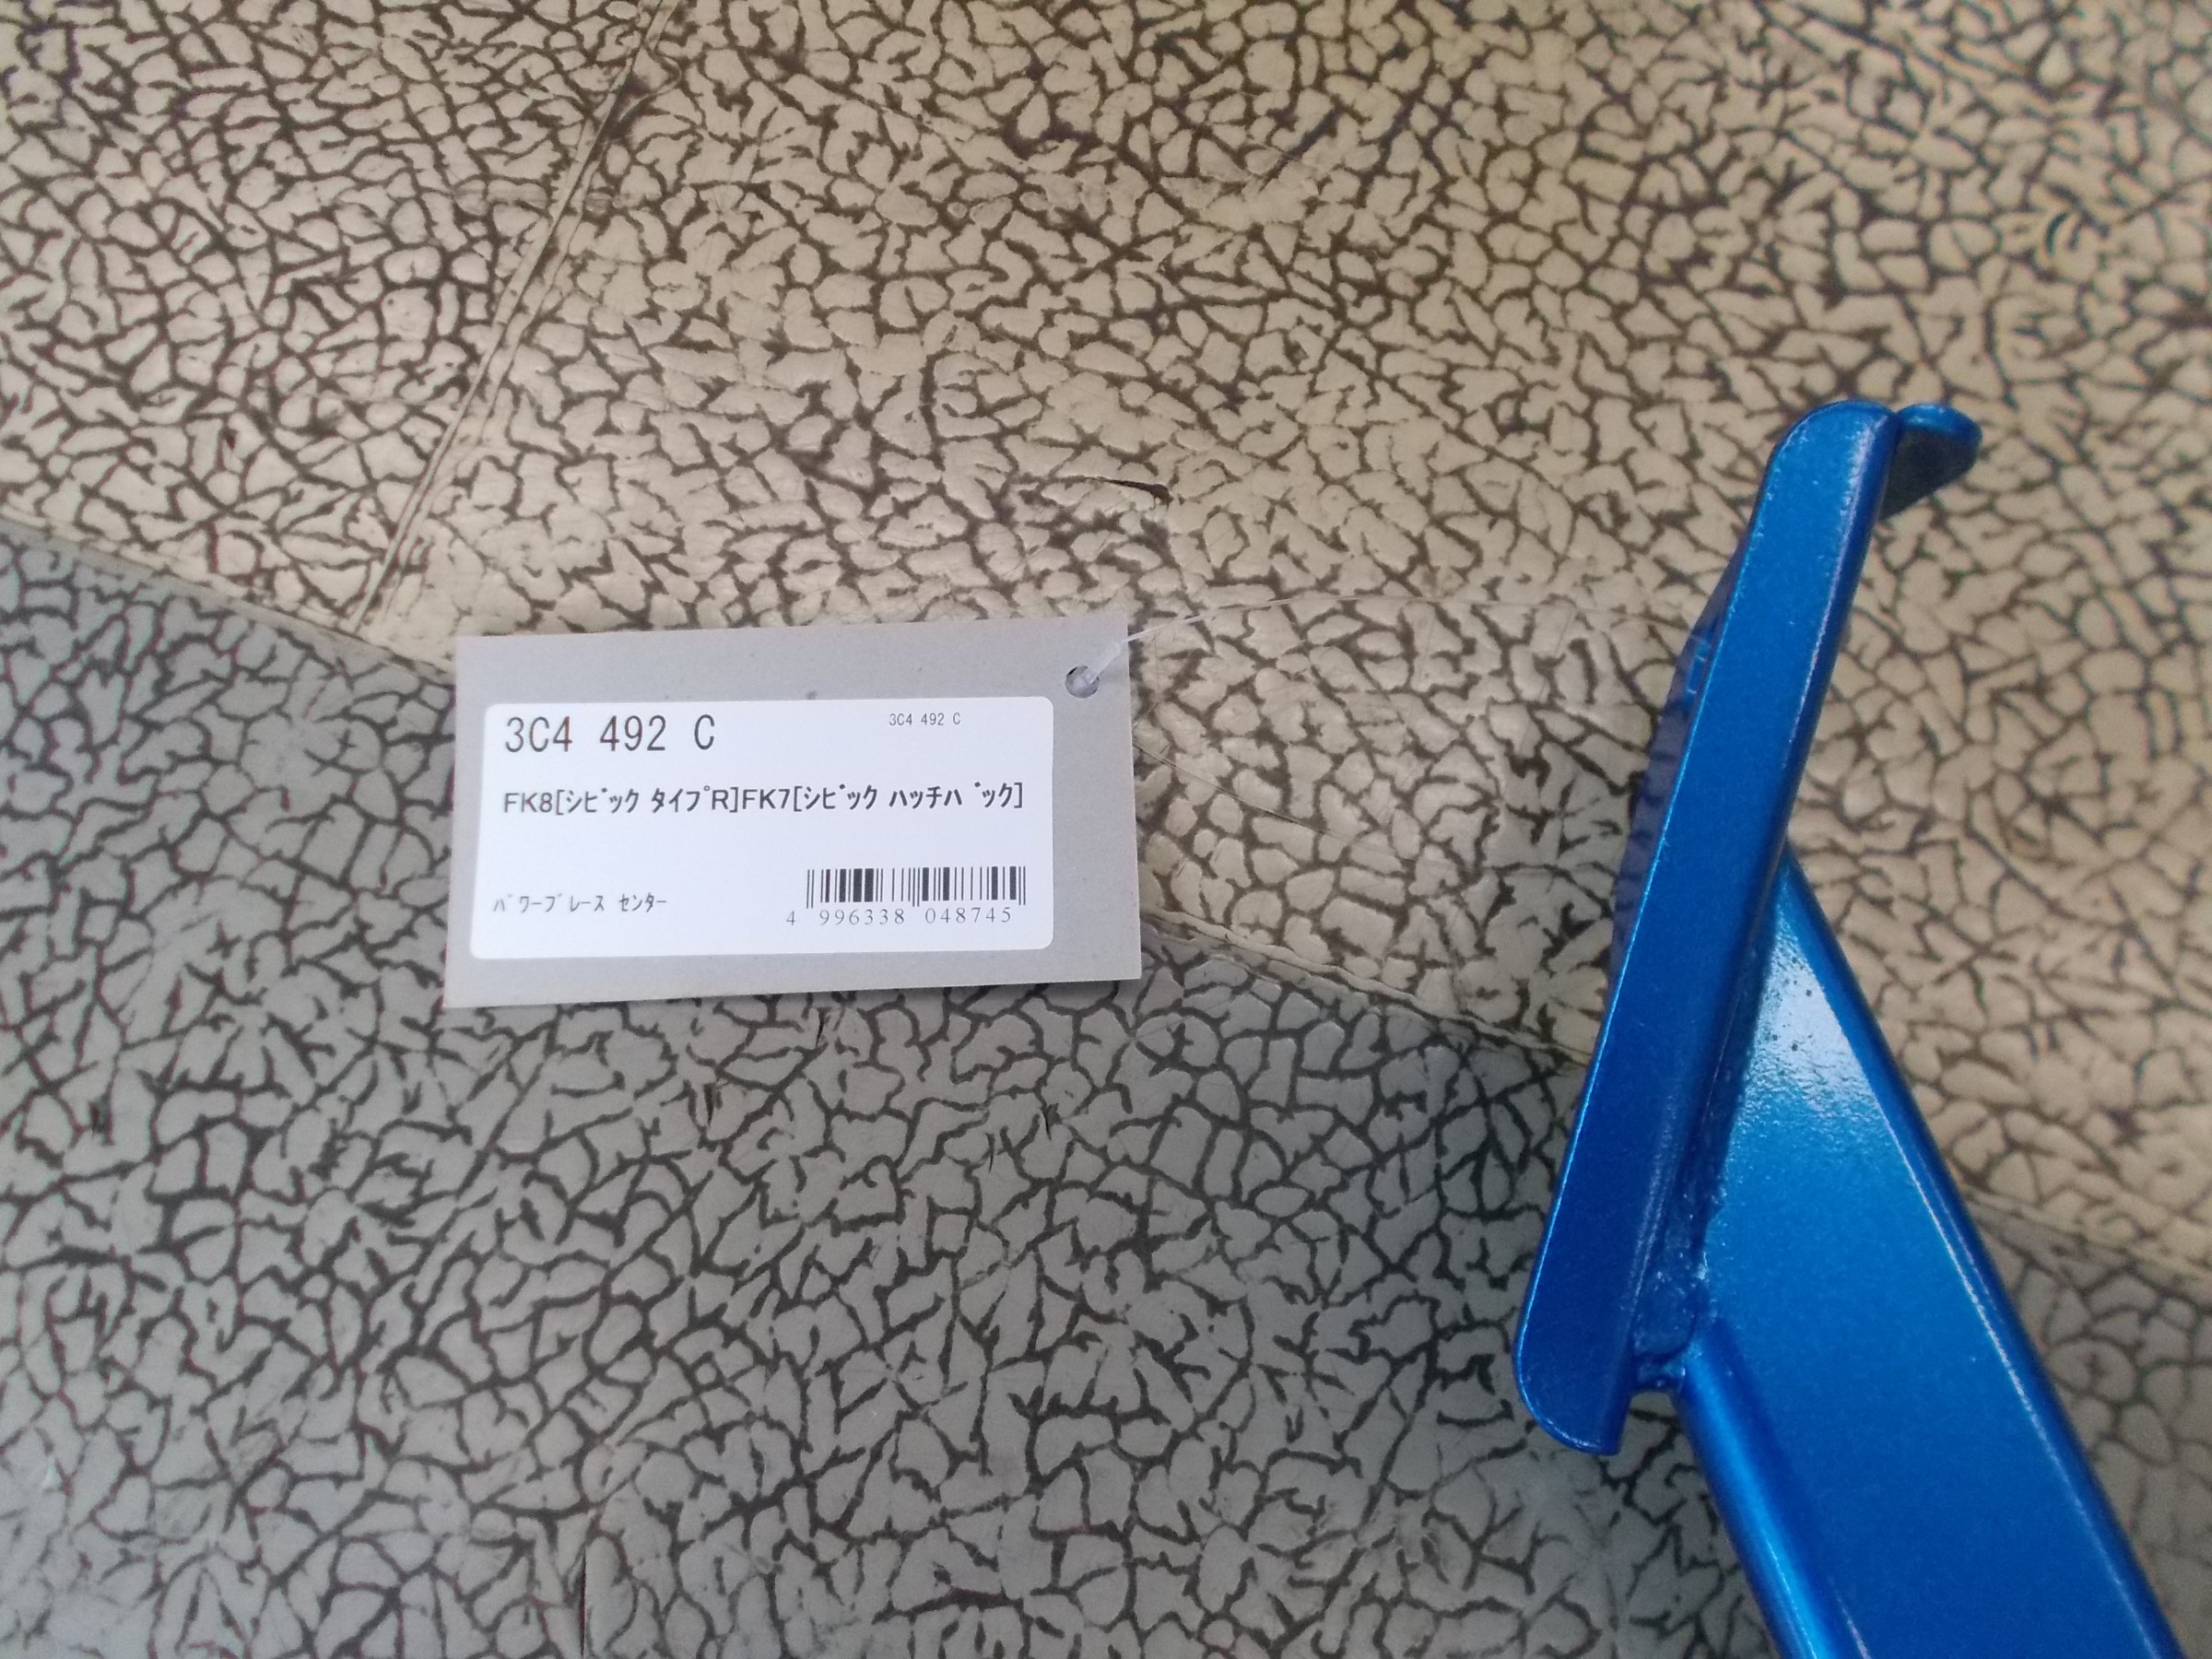 3C4 492 C
3C4 492 C
FK8[ｼﾋﾞｯｸ ﾀｲﾌﾟR]FK7[ｼﾋﾞｯｸ ﾊｯﾁﾊﾞｯｸ]
ﾊﾟﾜｰﾌﾞﾚｰｽ ｾﾝﾀｰ
4 996338 048745